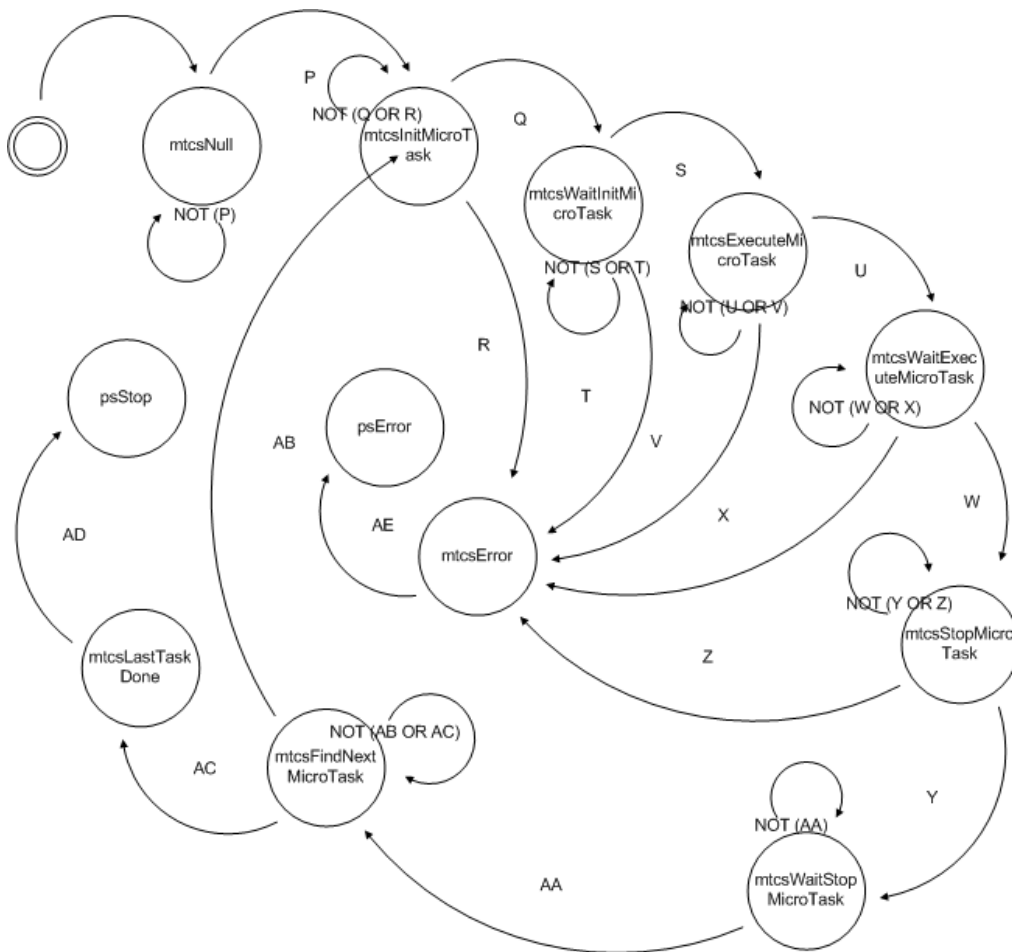 P
NOT (Q OR R)
mtcsInitMicroT
ask
mtcsNull
NOT (P)
Q
mtcsWaitInitMi
croTask
NOT (S OR T)
S
mtcsExecuteMi
croTask
NOT (U OR V)
U
mtcsWaitExec
uteMicroTask
NOT (W OR X)
R
T
V
X
W
psStop
psError
AB
AE
AD
mtcsError
NOT (Y OR Z)
mtcsStopMicro
Task
Z
mtcsLastTask
Done
AC
NOT (AB OR AC)
mtcsFindNext
MicroTask
Y
NOT (AA)
mtcsWaitStop
MicroTask
AA